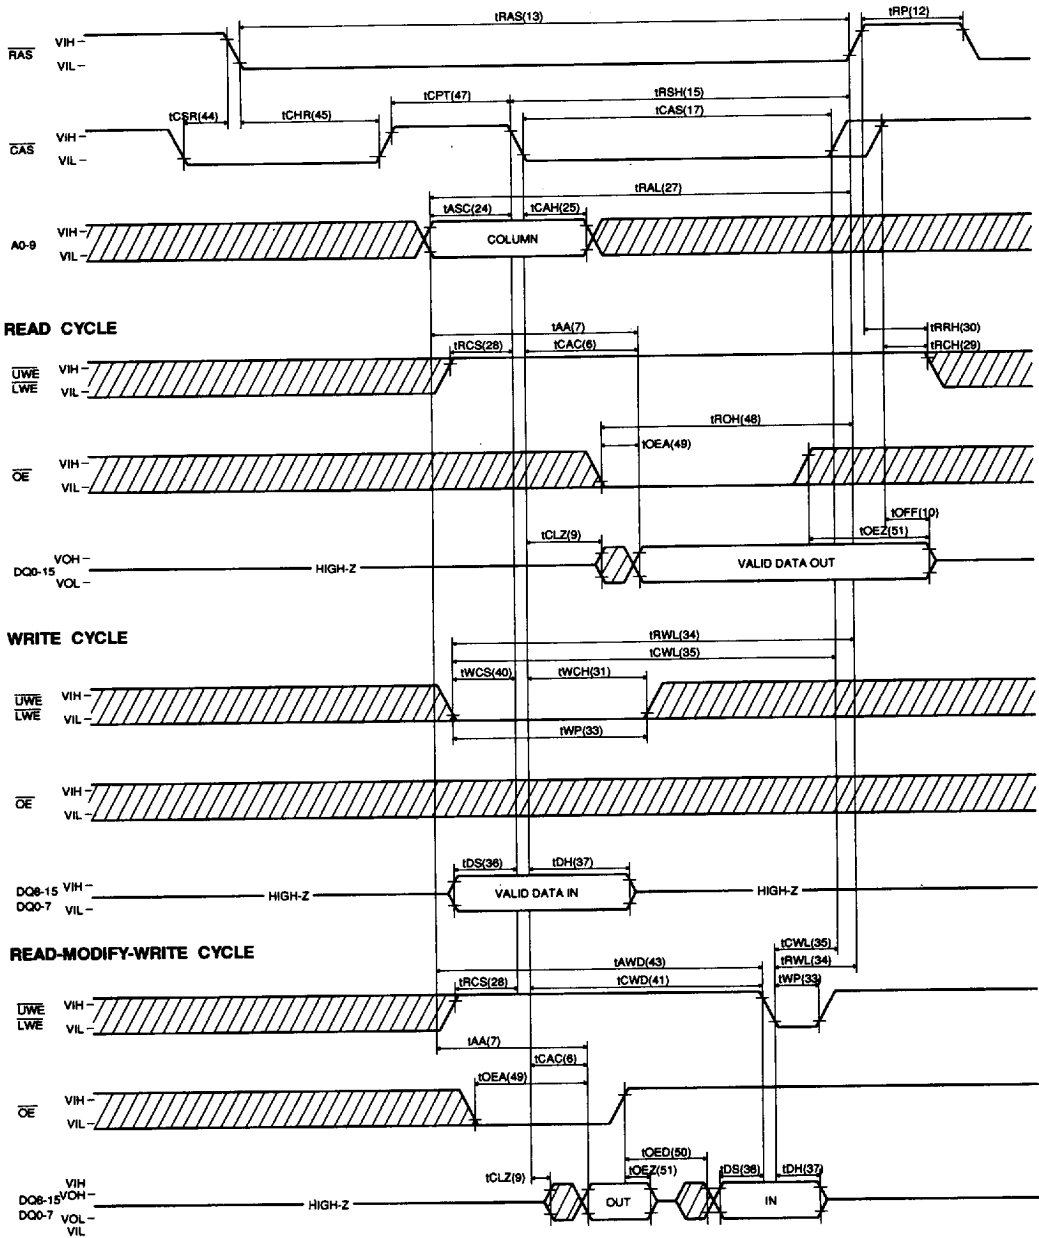 tRAS(13)
tRP(12)
RAS
VIH
VIL
tCPT(47)
tRSH(15)
tCSR(44)
tCHR(45)
tCAS(17)
CAS
VIH
VIL
tRAL(27)
tASC(24)
tCAH(25)
A0-9
VIH
VIL
COLUMN
READ CYCLE
tAA(7)
tRRH(30)
tRCS(28)
tCAC(6)
tRCH(29)
UWE
LWE
VIH
VIL
tROH(48)
tOEA(49)
OE
VIH
VIL
tOFF(10)
tCLZ(9)
tOEZ(51)
DQ0-15
VOH
VOL
HIGH-Z
VALID DATA OUT
WRITE CYCLE
tRWL(34)
tCWL(35)
tWCS(40)
tWCH(31)
UWE
LWE
VIH
VIL
tWP(33)
OE
VIH
VIL
tDS(36)
tDH(37)
DQ8-15
DQ0-7
VIH
VIL
HIGH-Z
VALID DATA IN
HIGH-Z
READ-MODIFY-WRITE CYCLE
tCWL(35)
tAWD(43)
tRWL(34)
tRCS(28)
tCWD(41)
tWP(33)
UWE
LWE
VIH
VIL
tAA(7)
tCAC(6)
tOEA(49)
OE
VIH
VIL
tOED(50)
tCLZ(9)
tOEZ(51)
tDS(36)
tDH(37)
VIH
DQ8-15 VOH
DQ0-7
VOL
VIL
HIGH-Z
OUT
IN